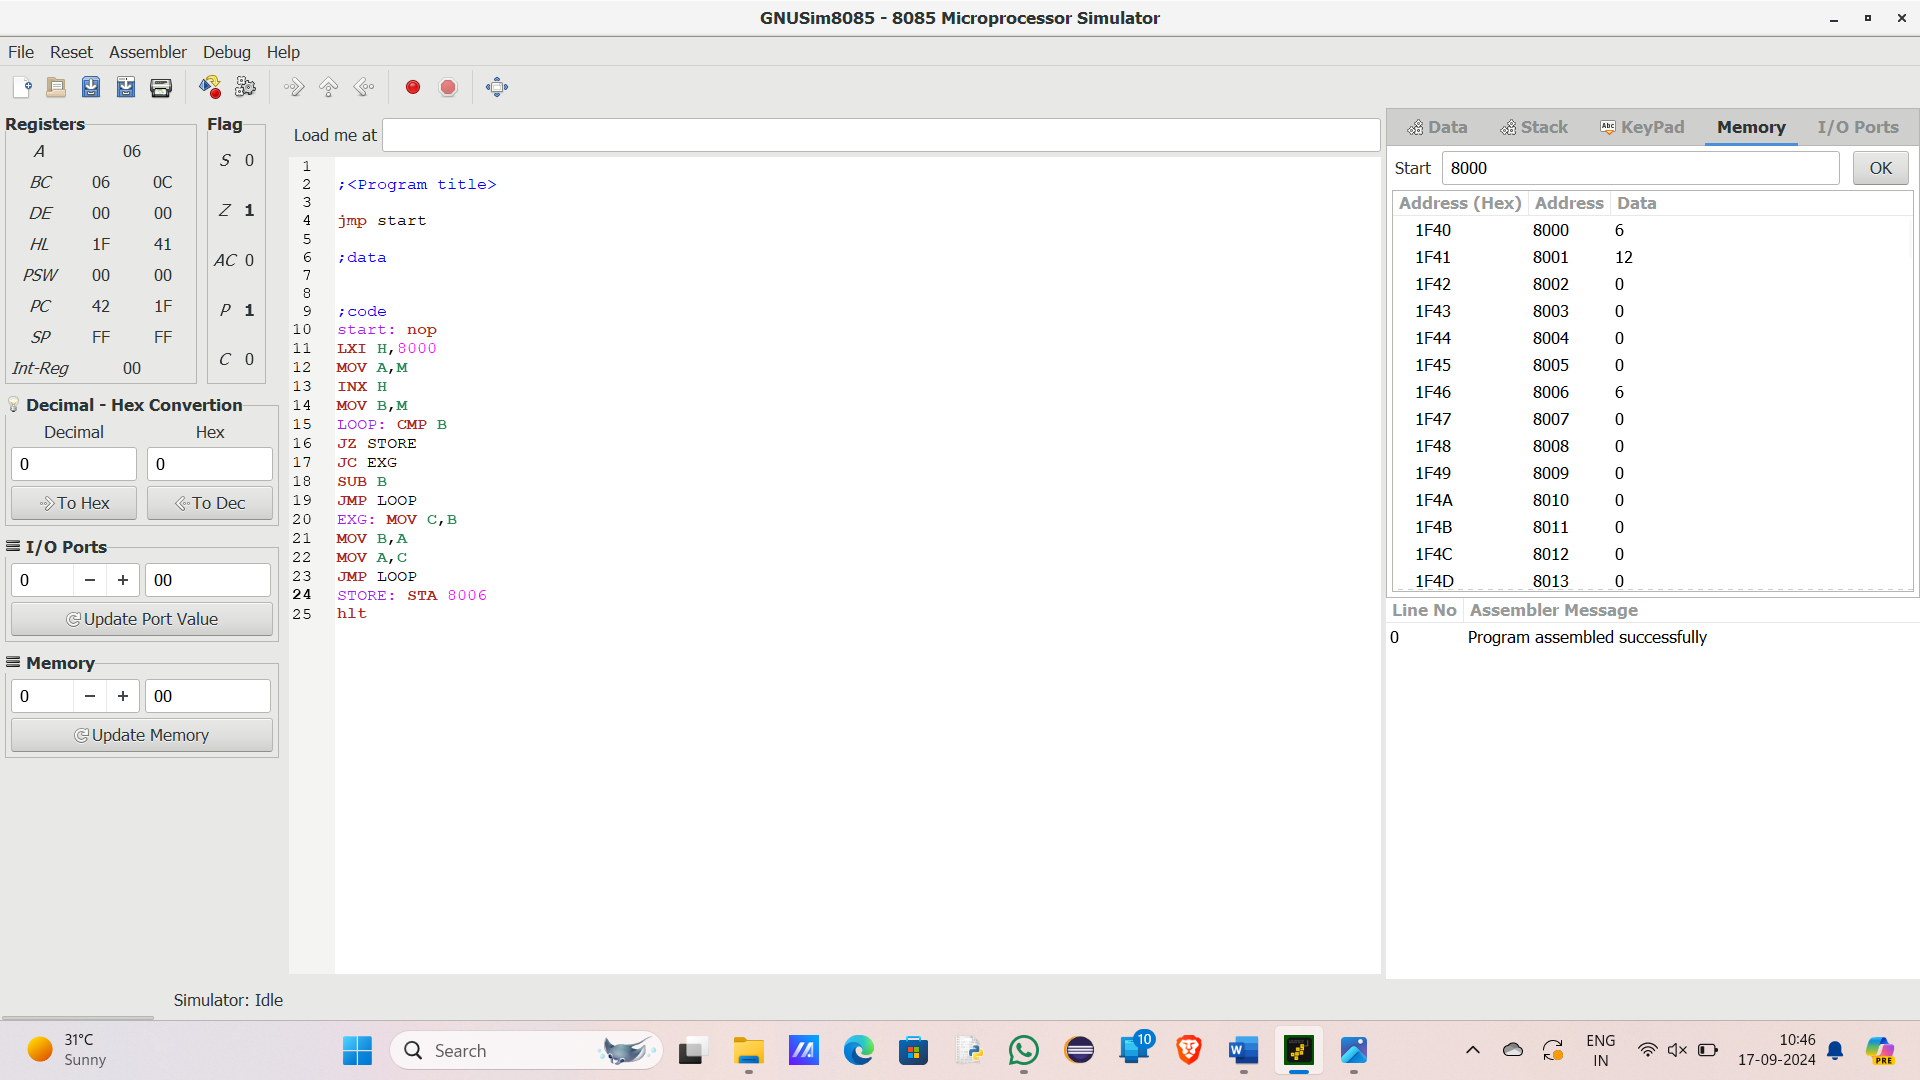 GNUSim8085 - 8085 Microprocessor Simulator
File Reset Assembler Debug Help
Registers
A 06
BC 06 0C
DE 00 00
HL 1F 41
PSW 00 00
PC 42 1F
SP FF FF
Int-Reg 00
Flag
S 0
Z 1
AC 0
P 1
C 0
Decimal - Hex Convertion
Decimal Hex
0 0
To Hex To Dec
I/O Ports
0 − + 00
Update Port Value
Memory
0 − + 00
Update Memory
Load me at
1
2 ;<Program title>
3
4 jmp start
5
6 ;data
7
8
9 ;code
10 start: nop
11 LXI H,8000
12 MOV A,M
13 INX H
14 MOV B,M
15 LOOP: CMP B
16 JZ STORE
17 JC EXG
18 SUB B
19 JMP LOOP
20 EXG: MOV C,B
21 MOV B,A
22 MOV A,C
23 JMP LOOP
24 STORE: STA 8006
25 hlt
Data Stack Abc KeyPad Memory I/O Ports
Start 8000 OK
Address (Hex) Address Data
1F40 8000 6
1F41 8001 12
1F42 8002 0
1F43 8003 0
1F44 8004 0
1F45 8005 0
1F46 8006 6
1F47 8007 0
1F48 8008 0
1F49 8009 0
1F4A 8010 0
1F4B 8011 0
1F4C 8012 0
1F4D 8013 0
Line No Assembler Message
0 Program assembled successfully
Simulator: Idle
31°C
Sunny
Search
10
PRE
ENG
IN
10:46
17-09-2024